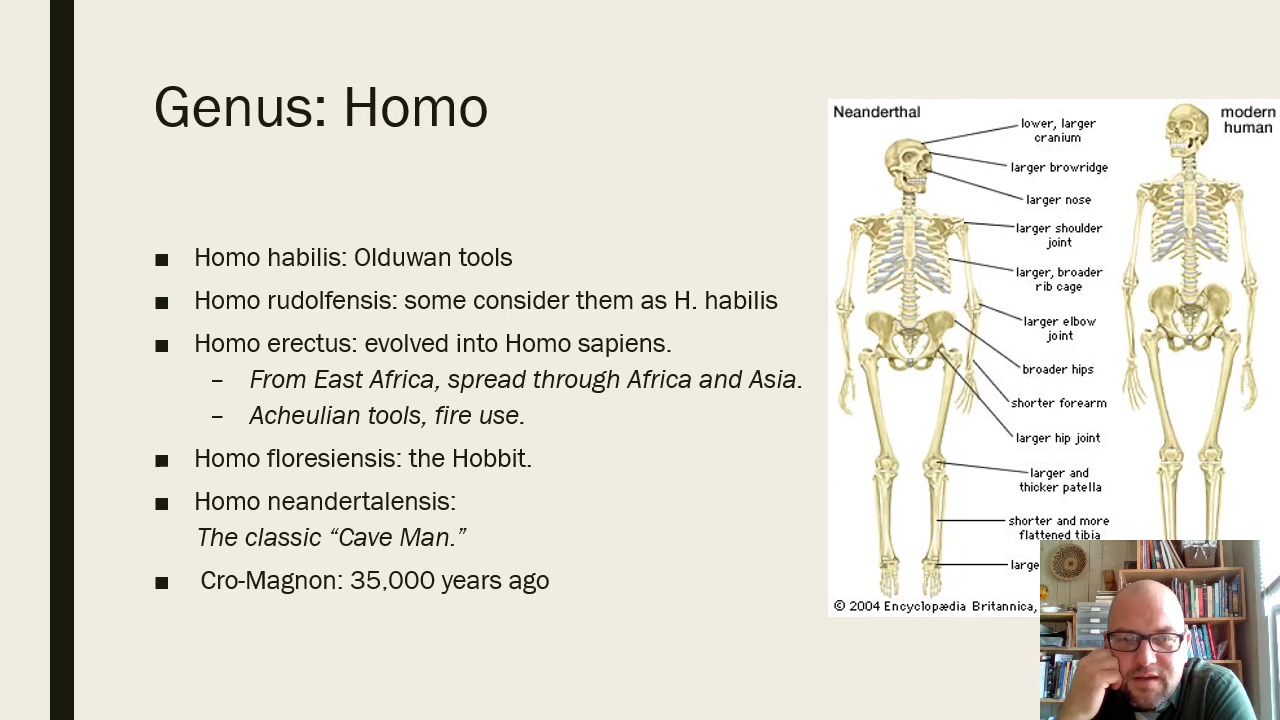 Genus: Homo
■ Homo habilis: Olduwan tools
■ Homo rudolfensis: some consider them as H. habilis
■ Homo erectus: evolved into Homo sapiens.
– From East Africa, spread through Africa and Asia.
– Acheulian tools, fire use.
■ Homo floresiensis: the Hobbit.
■ Homo neandertalensis:
The classic “Cave Man.”
■ Cro-Magnon: 35,000 years ago
Neanderthal
modern
human
lower, larger
cranium
larger browridge
larger nose
larger shoulder
joint
larger, broader
rib cage
larger elbow
joint
broader hips
shorter forearm
larger hip joint
larger and
thicker patella
shorter and more
flattened tibia
large
© 2004 Encyclopædia Britannica,